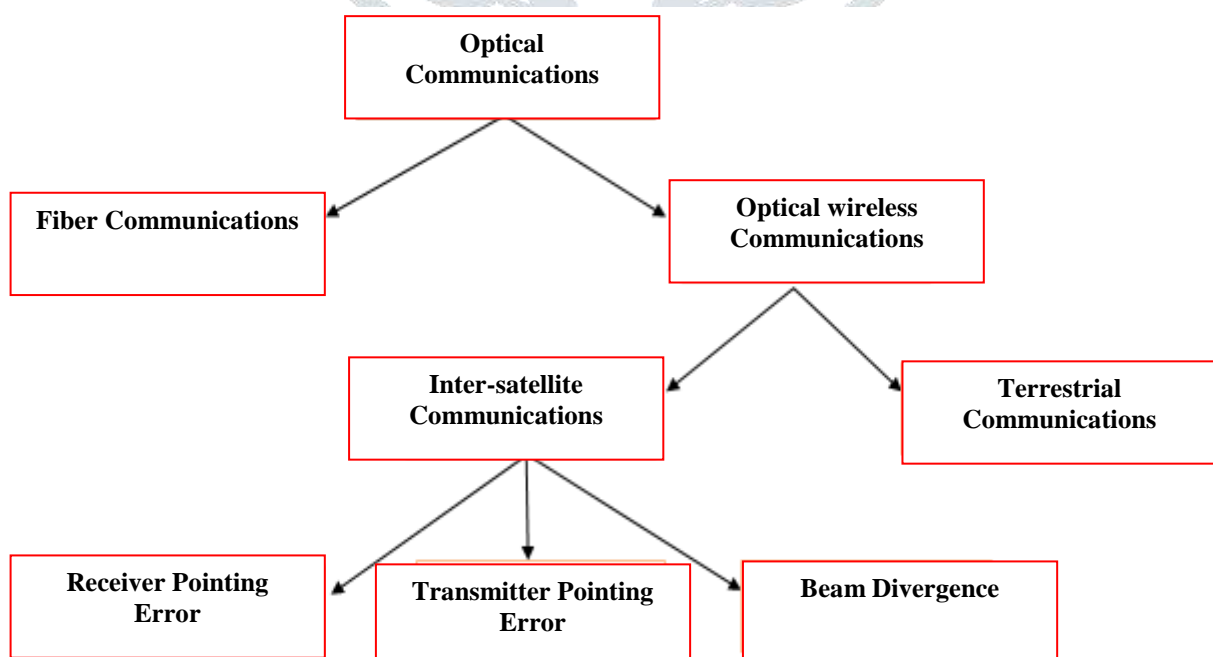 Optical
Communications
Fiber Communications
Optical wireless
Communications
Inter-satellite
Communications
Terrestrial
Communications
Receiver Pointing
Error
Transmitter Pointing
Error
Beam Divergence